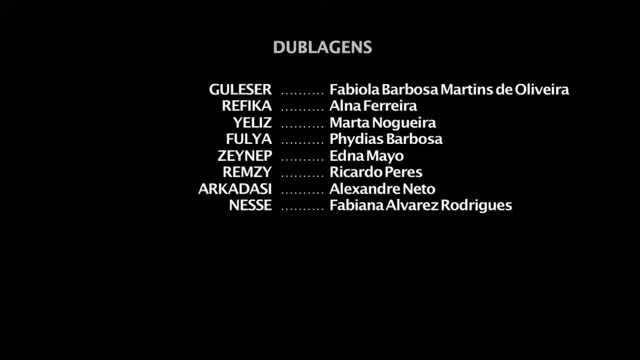 DUBLAGENS
GULESER .......... Fabiola Barbosa Martins de Oliveira
REFIKA .......... Alna Ferreira
YELIZ .......... Marta Nogueira
FULYA .......... Phydias Barbosa
ZEYNEP .......... Edna Mayo
REMZY .......... Ricardo Peres
ARKADASI .......... Alexandre Neto
NESSE .......... Fabiana Alvarez Rodrigues